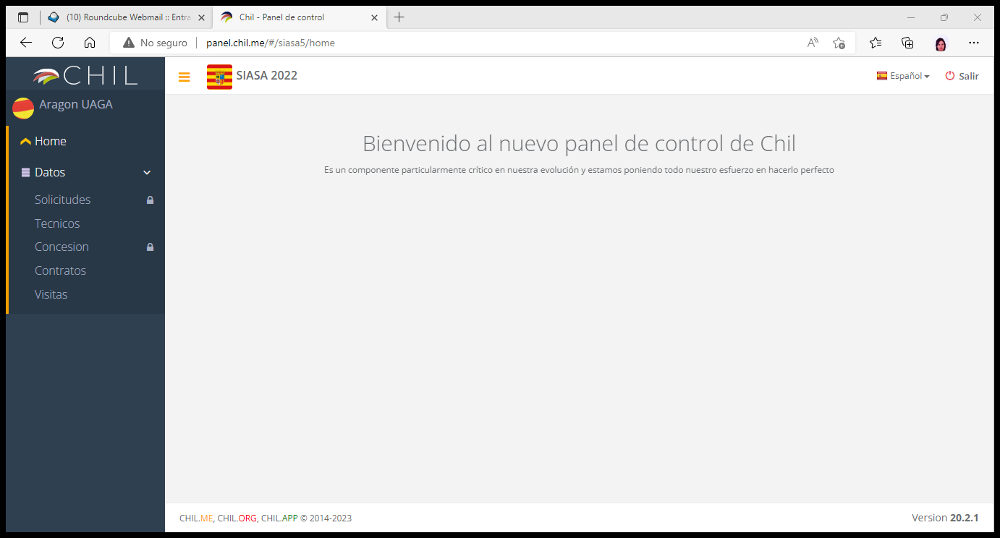 (10) Roundcube Webmail :: Entra
Chil - Panel de control
No seguro
panel.chil.me/#/siasa5/home
CHIL
SIASA 2022
Español
Salir
Aragon UAGA
Home
Datos
Solicitudes
Tecnicos
Concesion
Contratos
Visitas
Bienvenido al nuevo panel de control de Chil
Es un componente particularmente crítico en nuestra evolución y estamos poniendo todo nuestro esfuerzo en hacerlo perfecto
CHIL.ME, CHIL.ORG, CHIL.APP © 2014-2023
Version 20.2.1